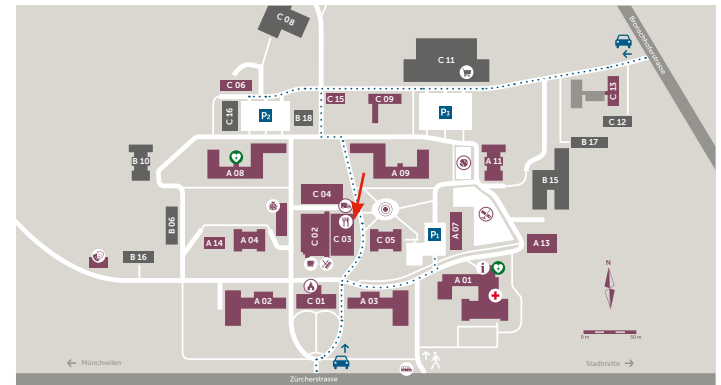 C 08
Bronschhoferstrasse
C 11
C 06
C 15
C 09
C 13
C 16
P2
B 18
P3
C 12
B 17
B 10
A 08
A 09
A 11
B 15
C 04
B 06
A 14
A 04
C 02
C 03
C 05
P1
A 07
A 13
B 16
i
N
A 01
A 02
C 01
A 03
0 m
50 m
← Münchwilen
Stadtmitte →
Zürcherstrasse